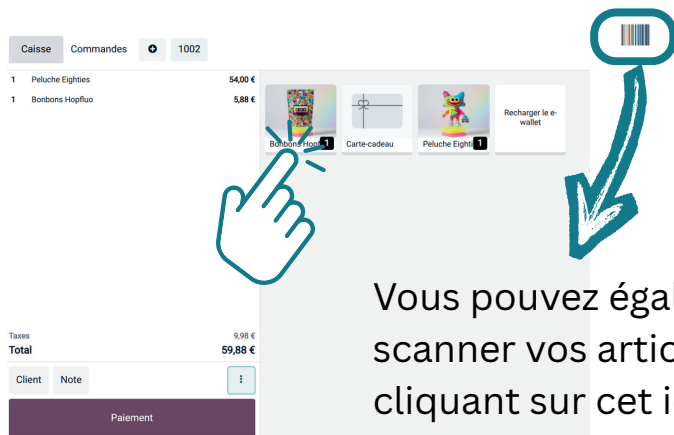 Caisse Commandes 1002
1 Peluche Eighties 54,00 €
1 Bonbons Hopfluo 5,88 €
Bonbons Hopf 1
Carte-cadeau
Peluche Eighti 1
Recharger le e-
wallet
Vous pouvez égal
scanner vos artic
cliquant sur cet i
Taxes 9,98 €
Total 59,88 €
Client Note
Paiement